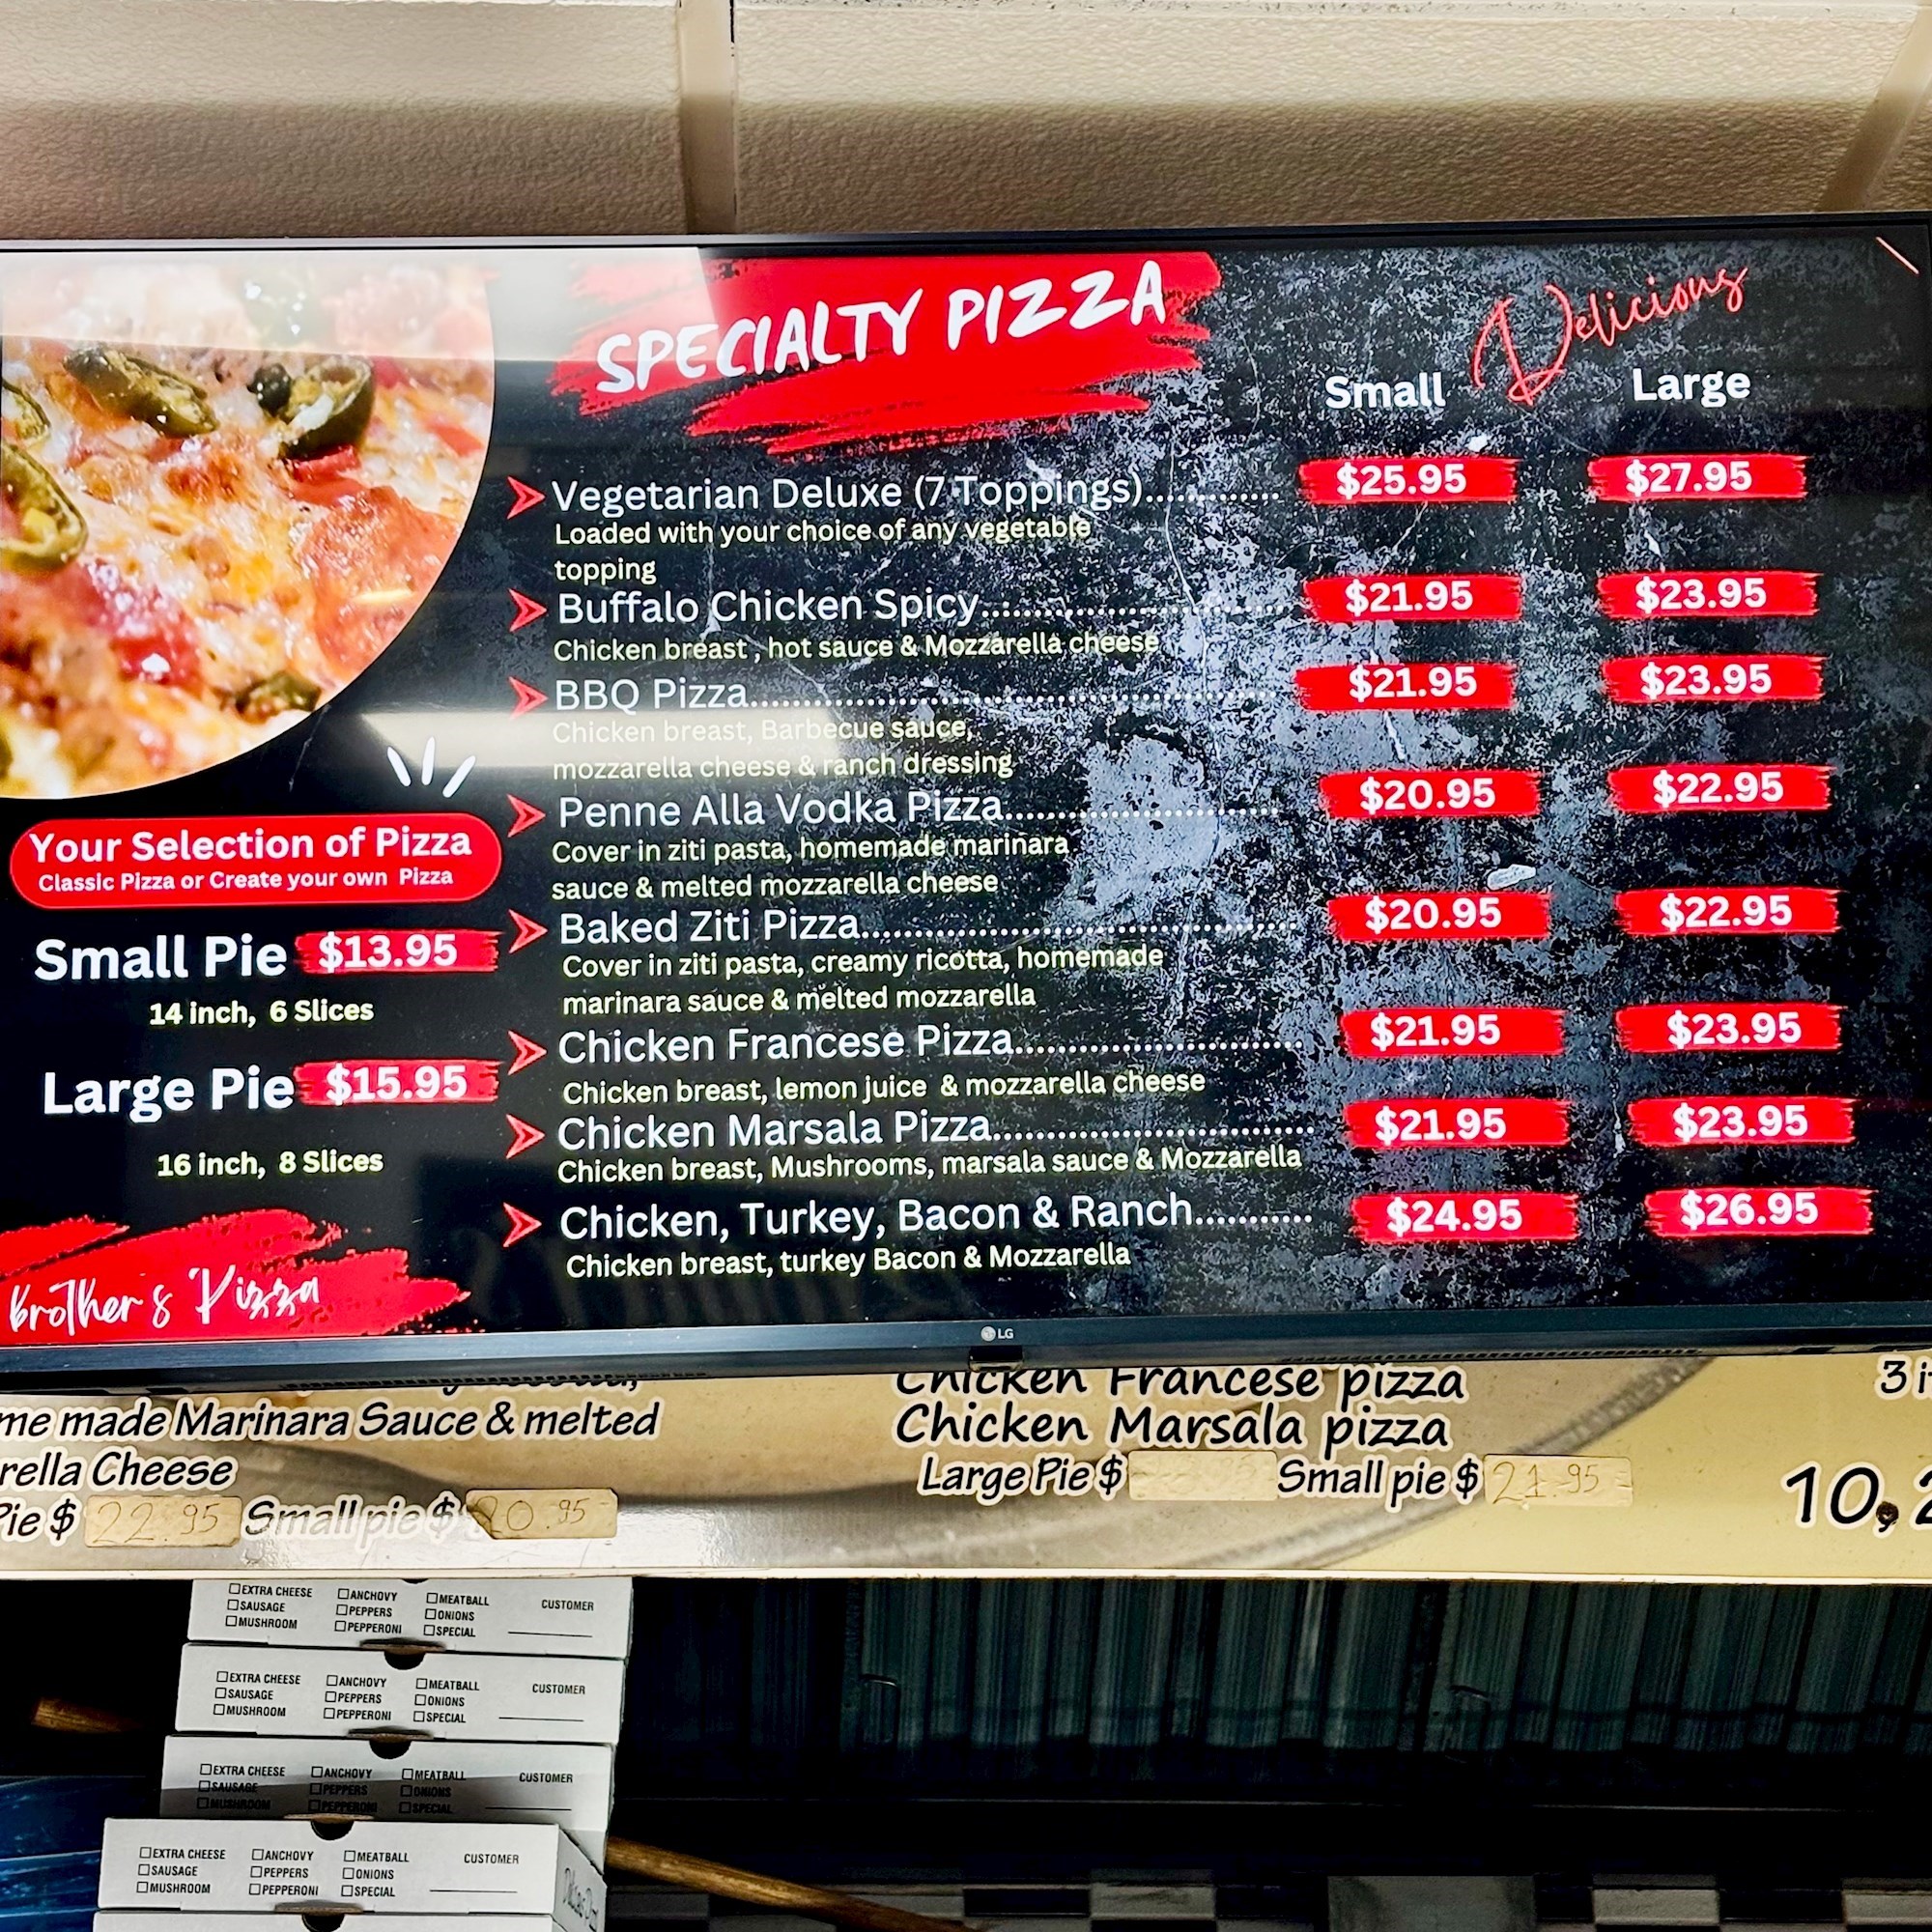 SPECIALTY PIZZA
Delicious
Small
Large
Vegetarian Deluxe (7 Toppings)............. $25.95 $27.95
Loaded with your choice of any vegetable
topping
Buffalo Chicken Spicy............................ $21.95 $23.95
Chicken breast , hot sauce & Mozzarella cheese
BBQ Pizza.................................................. $21.95 $23.95
Chicken breast, Barbecue sauce,
mozzarella cheese & ranch dressing
Penne Alla Vodka Pizza.......................... $20.95 $22.95
Cover in ziti pasta, homemade marinara
sauce & melted mozzarella cheese
Baked Ziti Pizza.......................................... $20.95 $22.95
Cover in ziti pasta, creamy ricotta, homemade
marinara sauce & melted mozzarella
Chicken Francese Pizza............................ $21.95 $23.95
Chicken breast, lemon juice & mozzarella cheese
Chicken Marsala Pizza............................... $21.95 $23.95
Chicken breast, Mushrooms, marsala sauce & Mozzarella
Chicken, Turkey, Bacon & Ranch........... $24.95 $26.95
Chicken breast, turkey Bacon & Mozzarella
Your Selection of Pizza
Classic Pizza or Create your own Pizza
Small Pie $13.95
14 inch, 6 Slices
Large Pie $15.95
16 inch, 8 Slices
brother's Pizza
LG
me made Marinara Sauce & melted
rella Cheese
Pie $ 22.95 Small pie $ 20.95
Chicken Francese pizza
Chicken Marsala pizza
Large Pie $ Small pie $ 21.95
3 i
10,2
EXTRA CHEESE ANCHOVY MEATBALL CUSTOMER
SAUSAGE PEPPERS ONIONS
MUSHROOM PEPPERONI SPECIAL
EXTRA CHEESE ANCHOVY MEATBALL CUSTOMER
SAUSAGE PEPPERS ONIONS
MUSHROOM PEPPERONI SPECIAL
EXTRA CHEESE ANCHOVY MEATBALL CUSTOMER
SAUSAGE PEPPERS ONIONS
MUSHROOM PEPPERONI SPECIAL
EXTRA CHEESE ANCHOVY MEATBALL CUSTOMER
SAUSAGE PEPPERS ONIONS
MUSHROOM PEPPERONI SPECIAL